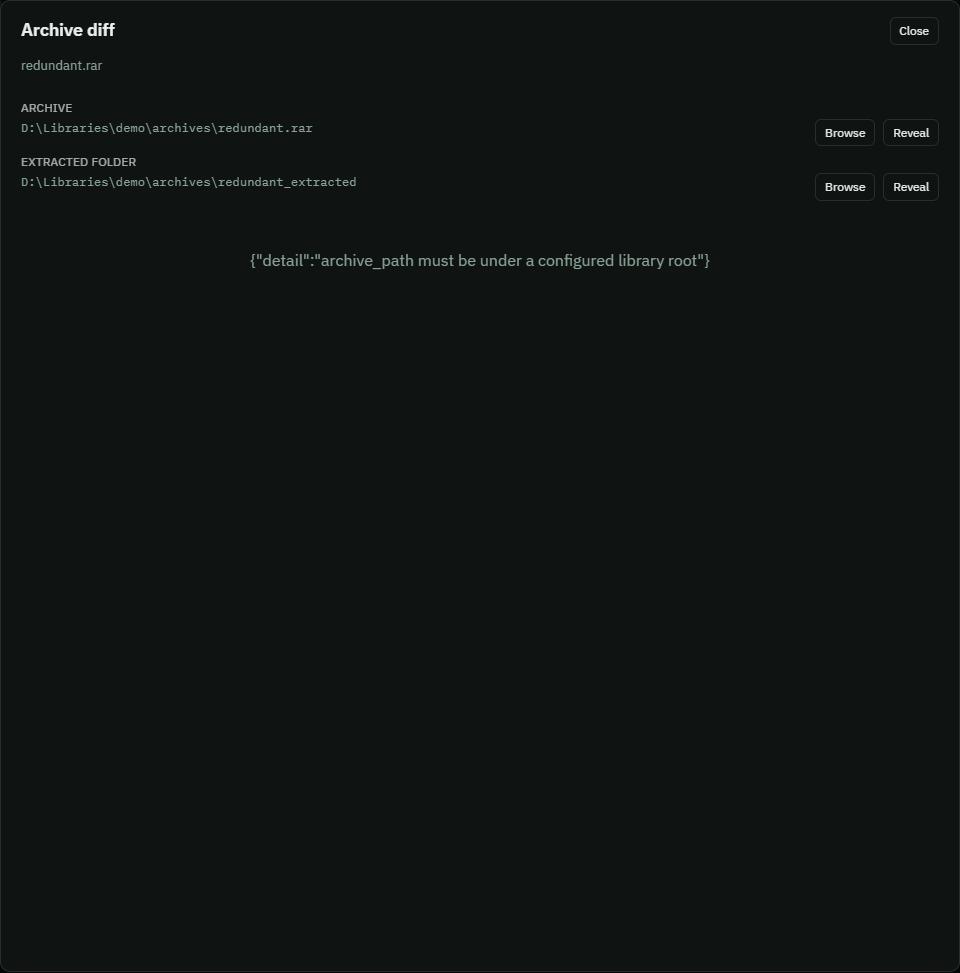 Archive diff
Close
redundant.rar
ARCHIVE
D:\Libraries\demo\archives\redundant.rar
Browse
Reveal
EXTRACTED FOLDER
D:\Libraries\demo\archives\redundant_extracted
Browse
Reveal
{"detail":"archive_path must be under a configured library root"}